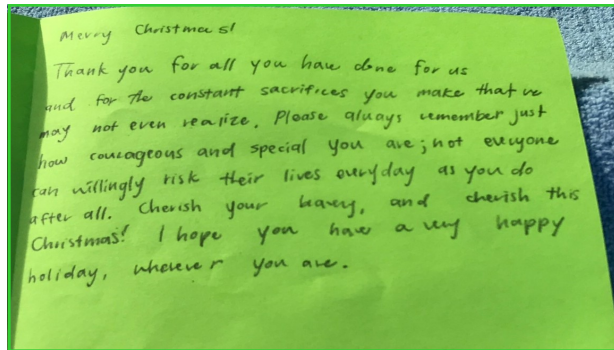 Merry Christmas!
Thank you for all you have done for us
and for the constant sacrifices you make that we
may not even realize. Please always remember just
how courageous and special you are; not everyone
can willingly risk their lives everyday as you do
after all. Cherish your bravery, and cherish this
Christmas! I hope you have a very happy
holiday, wherever you are.